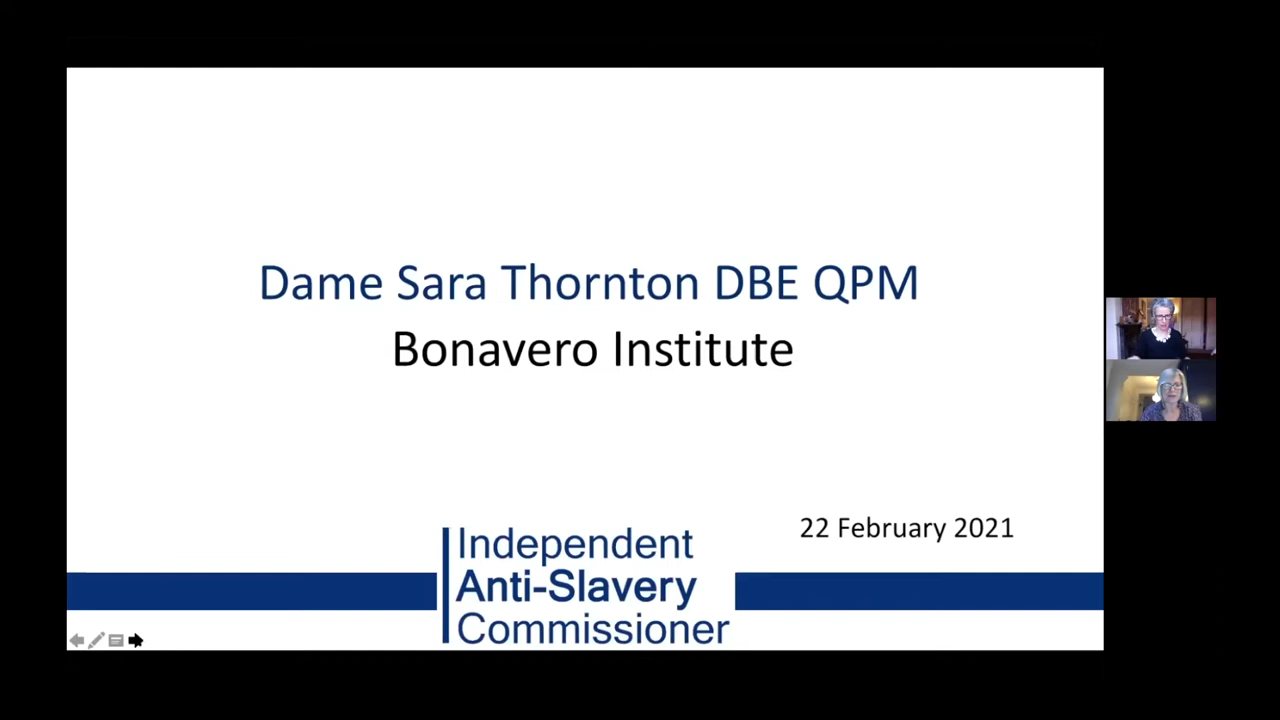 Dame Sara Thornton DBE QPM
Bonavero Institute
22 February 2021
Independent
Anti-Slavery
Commissioner